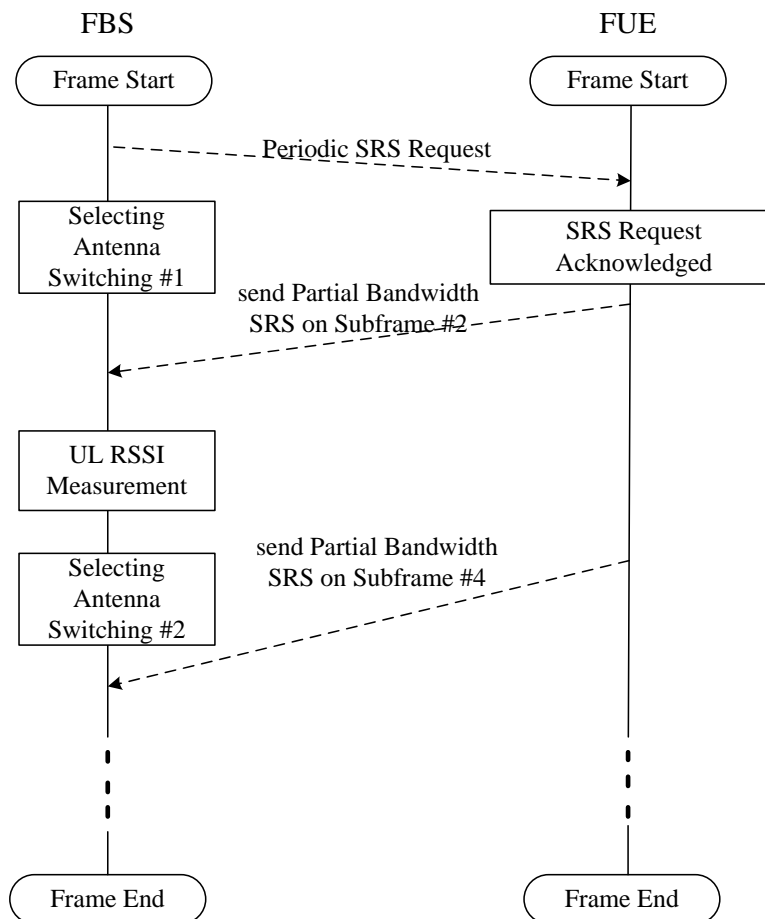 FBS
FUE
Frame Start
Frame Start
Periodic SRS Request
Selecting
Antenna
Switching #1
SRS Request
Acknowledged
send Partial Bandwidth
SRS on Subframe #2
UL RSSI
Measurement
send Partial Bandwidth
SRS on Subframe #4
Selecting
Antenna
Switching #2
Frame End
Frame End